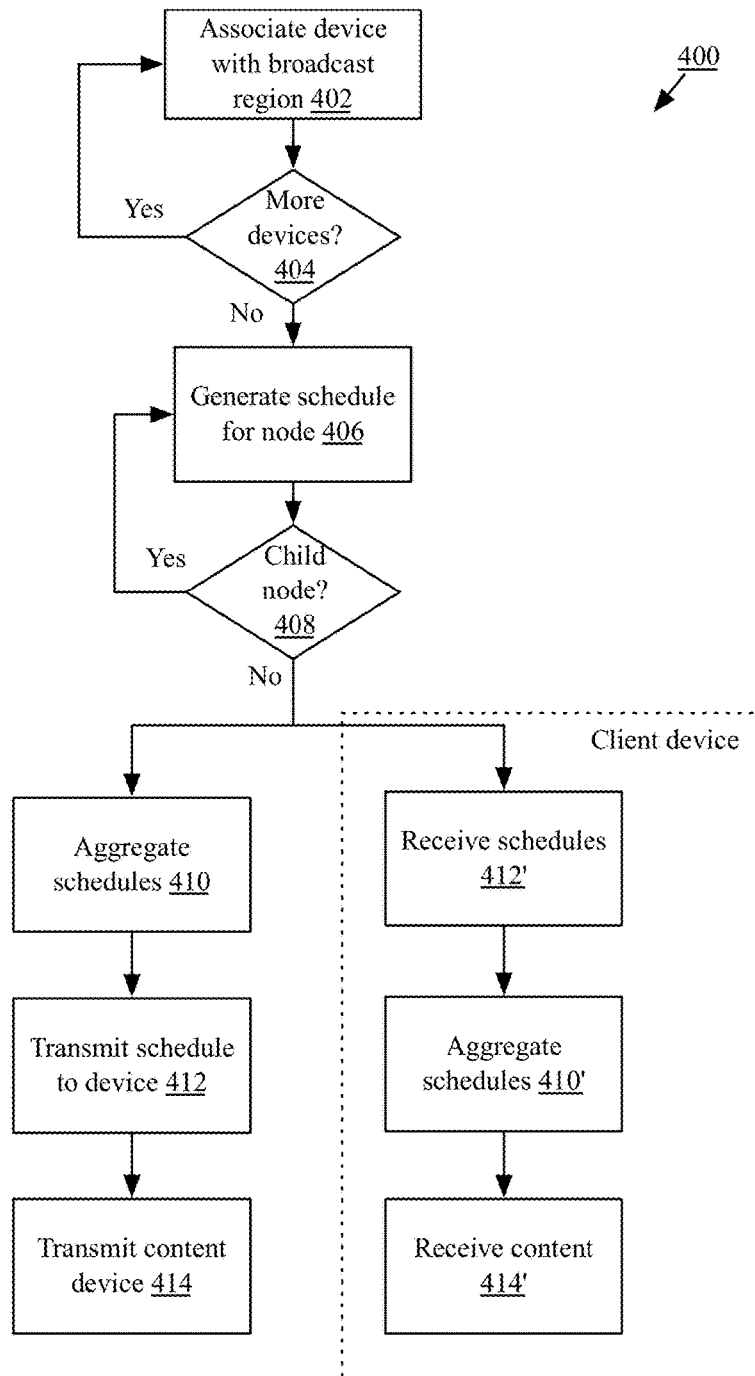 Associate device
with broadcast
region 402
400
Yes
More
devices?
404
No
Generate schedule
for node 406
Yes
Child
node?
408
No
Client device
Aggregate
schedules 410
Receive schedules
412'
Transmit schedule
to device 412
Aggregate
schedules 410'
Transmit content
device 414
Receive content
414'